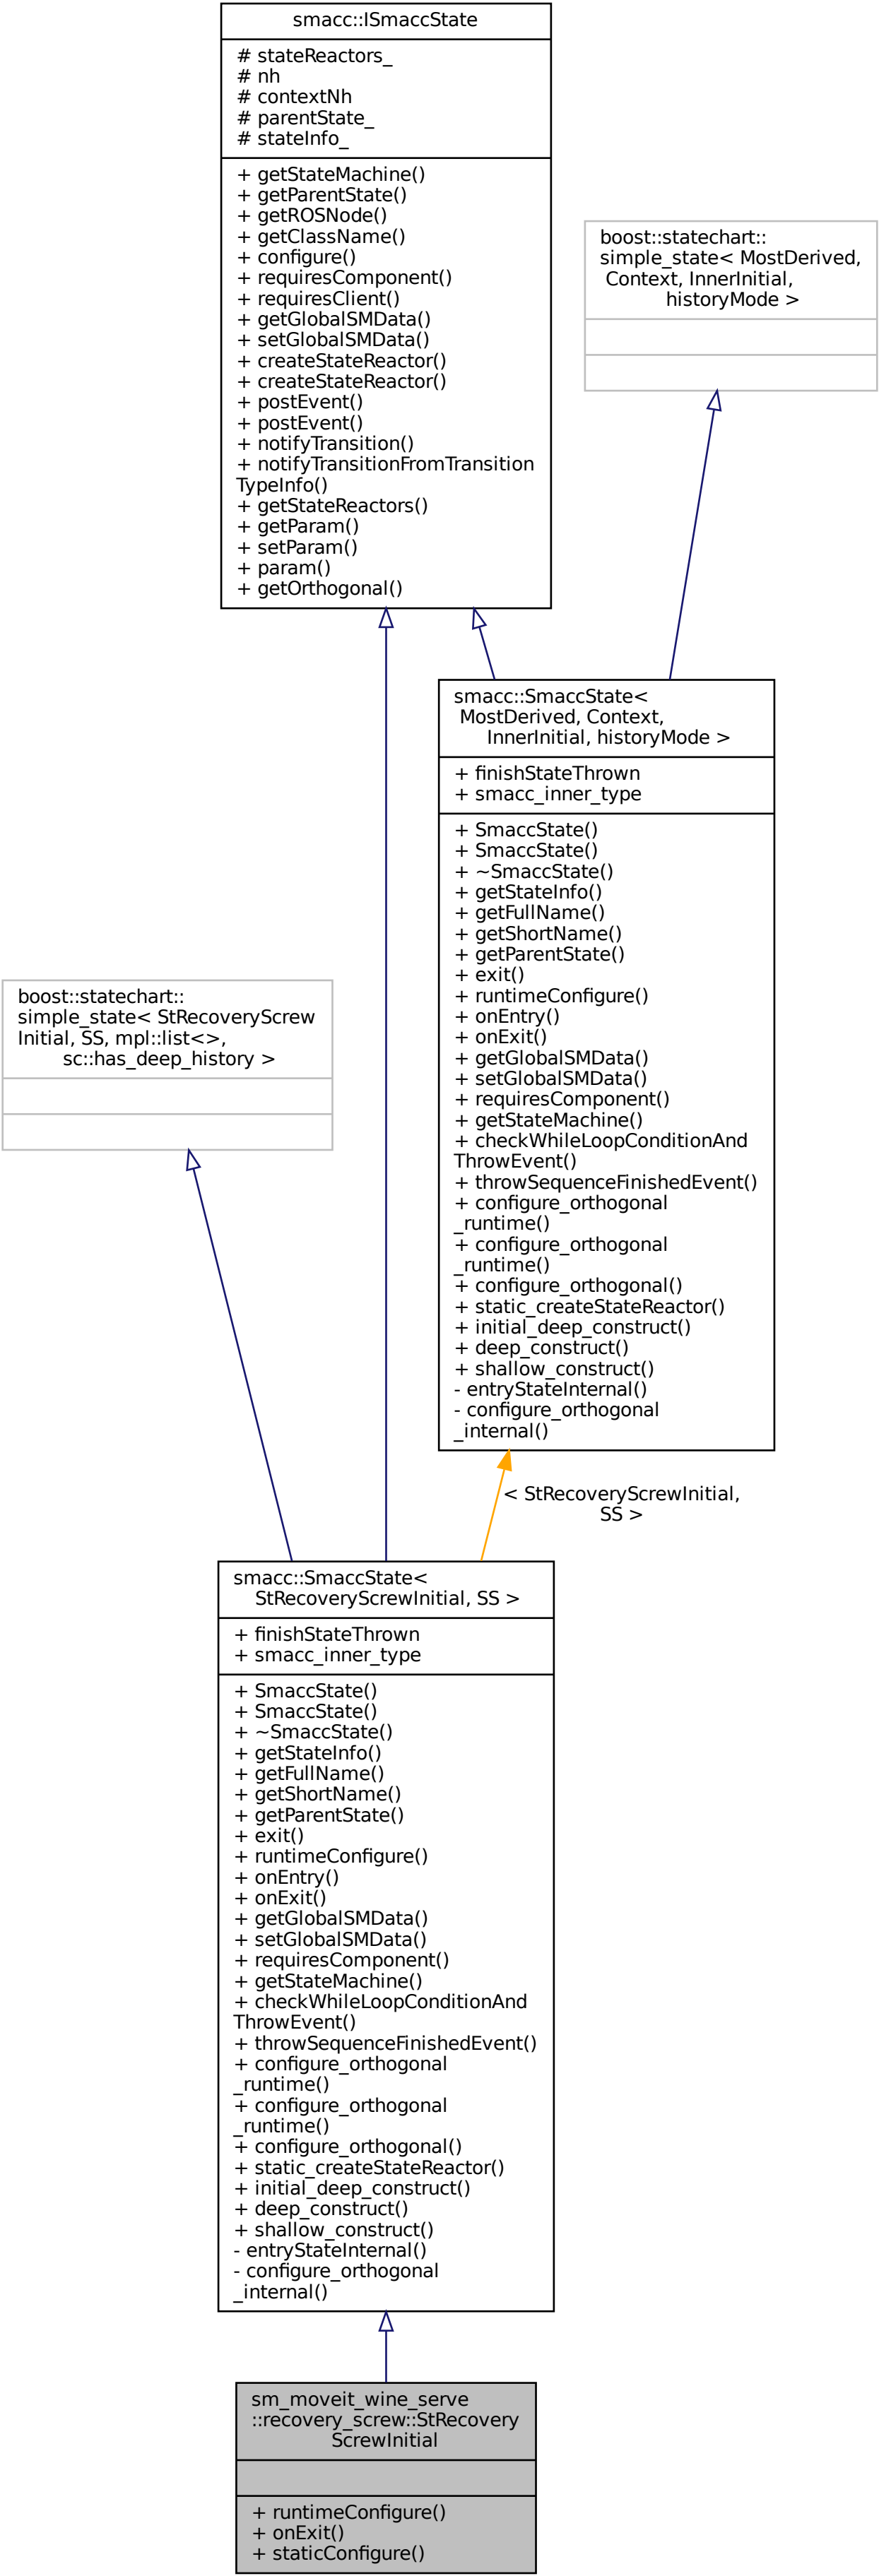 smacc::ISmaccState
# stateReactors_
# nh
# contextNh
# parentState_
# stateInfo_
+ getStateMachine()
+ getParentState()
+ getROSNode()
+ getClassName()
+ configure()
+ requiresComponent()
+ requiresClient()
+ getGlobalSMData()
+ setGlobalSMData()
+ createStateReactor()
+ createStateReactor()
+ postEvent()
+ postEvent()
+ notifyTransition()
+ notifyTransitionFromTransition
TypeInfo()
+ getStateReactors()
+ getParam()
+ setParam()
+ param()
+ getOrthogonal()
boost::statechart::
simple_state< MostDerived,
Context, InnerInitial,
historyMode >
smacc::SmaccState<
MostDerived, Context,
InnerInitial, historyMode >
+ finishStateThrown
+ smacc_inner_type
+ SmaccState()
+ SmaccState()
+ ~SmaccState()
+ getStateInfo()
+ getFullName()
+ getShortName()
+ getParentState()
+ exit()
+ runtimeConfigure()
+ onEntry()
+ onExit()
+ getGlobalSMData()
+ setGlobalSMData()
+ requiresComponent()
+ getStateMachine()
+ checkWhileLoopConditionAnd
ThrowEvent()
+ throwSequenceFinishedEvent()
+ configure_orthogonal
_runtime()
+ configure_orthogonal
_runtime()
+ configure_orthogonal()
+ static_createStateReactor()
+ initial_deep_construct()
+ deep_construct()
+ shallow_construct()
- entryStateInternal()
- configure_orthogonal
_internal()
boost::statechart::
simple_state< StRecoveryScrew
Initial, SS, mpl::list<>,
sc::has_deep_history >
< StRecoveryScrewInitial,
SS >
smacc::SmaccState<
StRecoveryScrewInitial, SS >
+ finishStateThrown
+ smacc_inner_type
+ SmaccState()
+ SmaccState()
+ ~SmaccState()
+ getStateInfo()
+ getFullName()
+ getShortName()
+ getParentState()
+ exit()
+ runtimeConfigure()
+ onEntry()
+ onExit()
+ getGlobalSMData()
+ setGlobalSMData()
+ requiresComponent()
+ getStateMachine()
+ checkWhileLoopConditionAnd
ThrowEvent()
+ throwSequenceFinishedEvent()
+ configure_orthogonal
_runtime()
+ configure_orthogonal
_runtime()
+ configure_orthogonal()
+ static_createStateReactor()
+ initial_deep_construct()
+ deep_construct()
+ shallow_construct()
- entryStateInternal()
- configure_orthogonal
_internal()
sm_moveit_wine_serve
::recovery_screw::StRecovery
ScrewInitial
+ runtimeConfigure()
+ onExit()
+ staticConfigure()